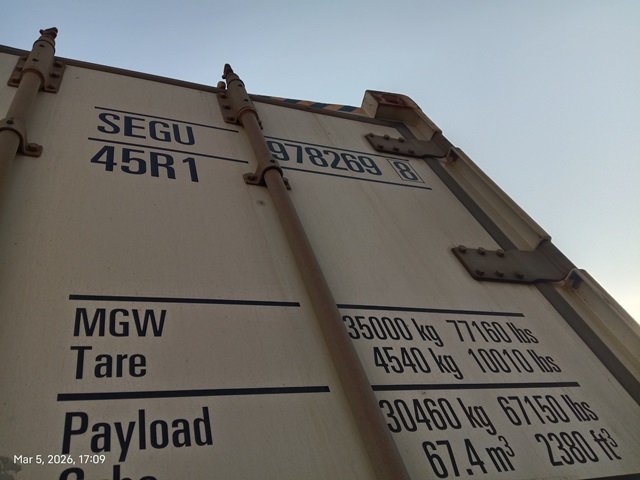 SEGU 978269 8
45R1
MGW 35000 kg 77160 lbs
Tare 4540 kg 10010 lbs
Payload 30460 kg 67150 lbs
67.4 m³ 2380 ft³
Mar 5, 2026, 17:09